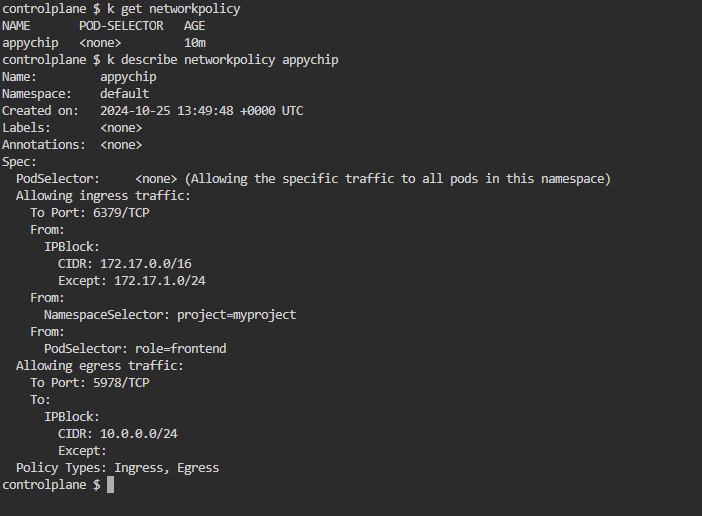 controlplane $ k get networkpolicy
NAME       POD-SELECTOR   AGE
appychip   <none>         10m
controlplane $ k describe networkpolicy appychip
Name:         appychip
Namespace:    default
Created on:   2024-10-25 13:49:48 +0000 UTC
Labels:       <none>
Annotations:  <none>
Spec:
  PodSelector:     <none> (Allowing the specific traffic to all pods in this namespace)
  Allowing ingress traffic:
    To Port: 6379/TCP
    From:
      IPBlock:
        CIDR: 172.17.0.0/16
        Except: 172.17.1.0/24
    From:
      NamespaceSelector: project=myproject
    From:
      PodSelector: role=frontend
  Allowing egress traffic:
    To Port: 5978/TCP
    To:
      IPBlock:
        CIDR: 10.0.0.0/24
        Except:
  Policy Types: Ingress, Egress
controlplane $